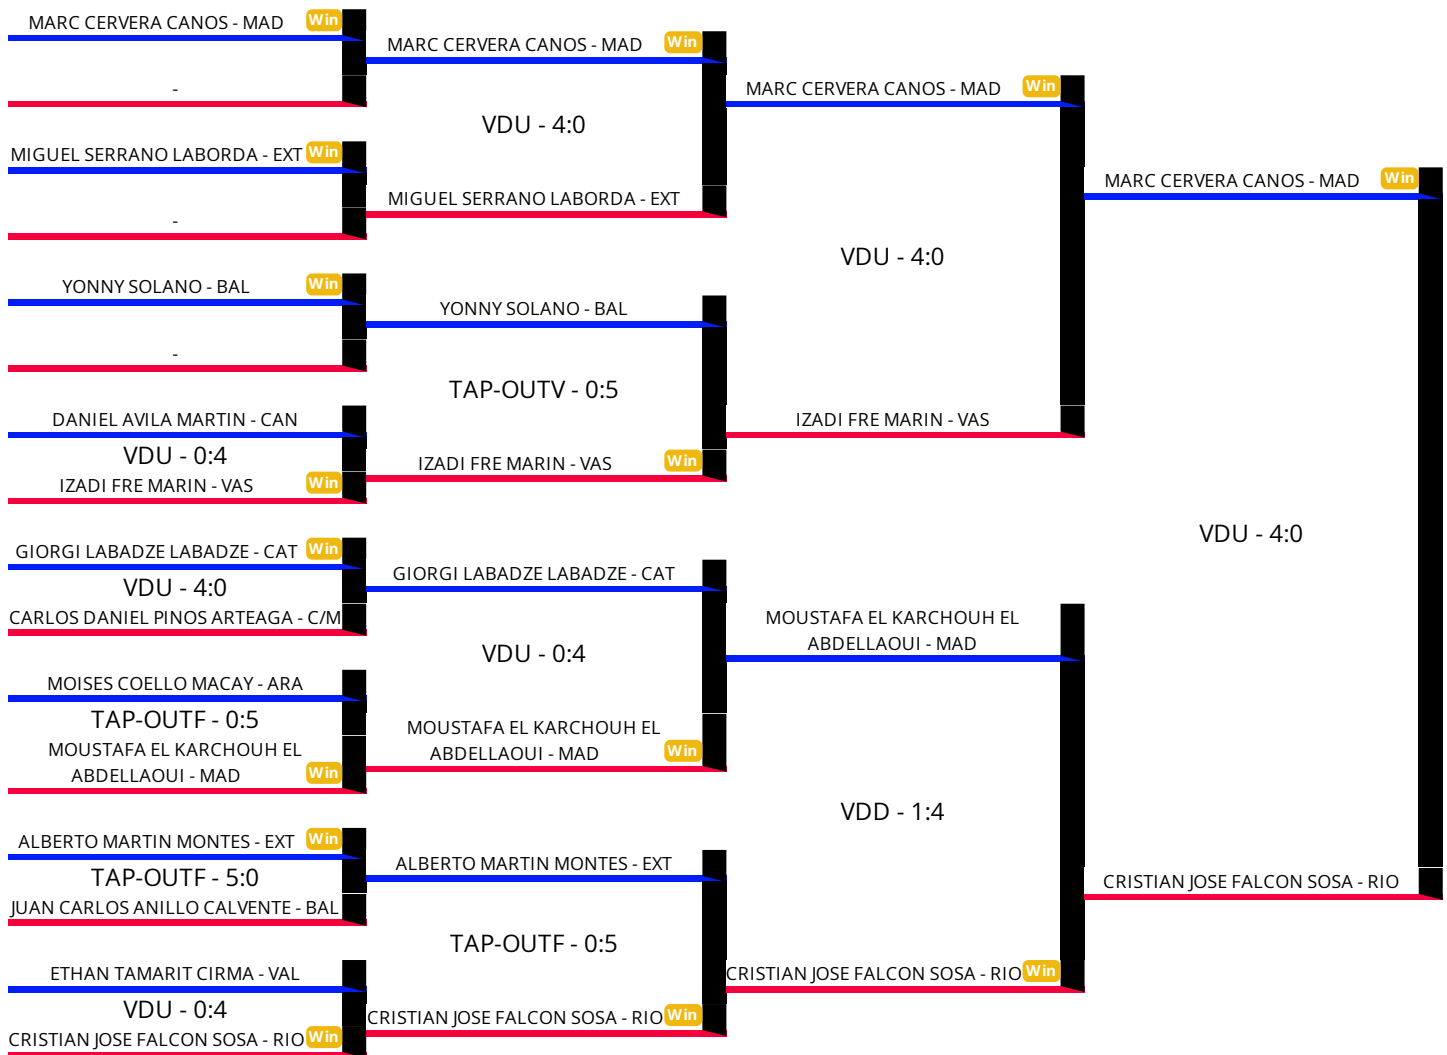 MARC CERVERA CANOS - MAD Win
-
MIGUEL SERRANO LABORDA - EXT Win
-
YONNY SOLANO - BAL Win
-
DANIEL AVILA MARTIN - CAN
VDU - 0:4
IZADI FRE MARIN - VAS Win
GIORGI LABADZE LABADZE - CAT Win
VDU - 4:0
CARLOS DANIEL PINOS ARTEAGA - C/M
MOISES COELLO MACAY - ARA
TAP-OUTF - 0:5
MOUSTAFA EL KARCHOUH EL
ABDELLAOUI - MAD Win
ALBERTO MARTIN MONTES - EXT Win
TAP-OUTF - 5:0
JUAN CARLOS ANILLO CALVENTE - BAL
ETHAN TAMARIT CIRMA - VAL
VDU - 0:4
CRISTIAN JOSE FALCON SOSA - RIO Win
MARC CERVERA CANOS - MAD Win
VDU - 4:0
MIGUEL SERRANO LABORDA - EXT
YONNY SOLANO - BAL
TAP-OUTV - 0:5
IZADI FRE MARIN - VAS Win
GIORGI LABADZE LABADZE - CAT
VDU - 0:4
MOUSTAFA EL KARCHOUH EL
ABDELLAOUI - MAD Win
ALBERTO MARTIN MONTES - EXT
TAP-OUTF - 0:5
CRISTIAN JOSE FALCON SOSA - RIO Win
MARC CERVERA CANOS - MAD Win
VDU - 4:0
IZADI FRE MARIN - VAS
MOUSTAFA EL KARCHOUH EL
ABDELLAOUI - MAD
VDD - 1:4
CRISTIAN JOSE FALCON SOSA - RIO Win
MARC CERVERA CANOS - MAD Win
VDU - 4:0
CRISTIAN JOSE FALCON SOSA - RIO